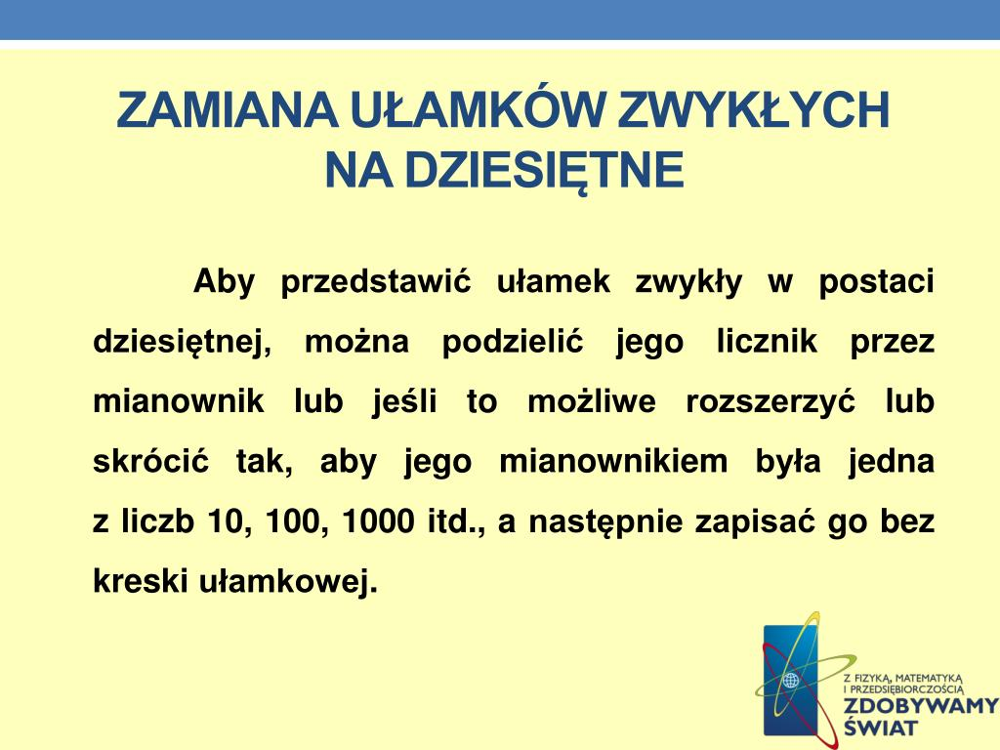 ZAMIANA UŁAMKÓW ZWYKŁYCH
NA DZIESIĘTNE
Aby przedstawić ułamek zwykły w postaci
dziesiętnej, można podzielić jego licznik przez
mianownik lub jeśli to możliwe rozszerzyć lub
skrócić tak, aby jego mianownikiem była jedna
z liczb 10, 100, 1000 itd., a następnie zapisać go bez
kreski ułamkowej.
Z FIZYKĄ, MATEMATYKĄ
I PRZEDSIĘBIORCZOŚCIĄ
ZDOBYWAMY
ŚWIAT